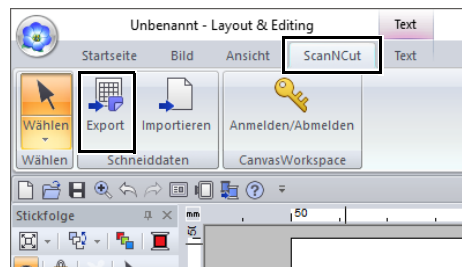 Unbenannt - Layout & Editing Text
Startseite Bild Ansicht ScanNCut Text
Wählen Export Importieren Anmelden/Abmelden
Wählen Schneiddaten CanvasWorkspace
Stickfolge mm 50